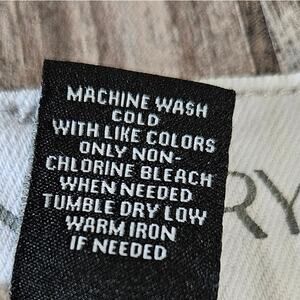 MACHINE WASH
COLD
WITH LIKE COLORS
ONLY NON-
CHLORINE BLEACH
WHEN NEEDED
TUMBLE DRY LOW
WARM IRON
IF NEEDED
RY